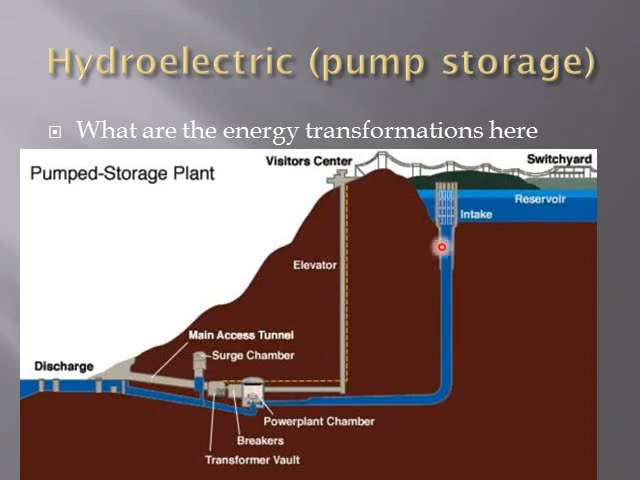 Hydroelectric (pump storage)
What are the energy transformations here
Pumped-Storage Plant
Visitors Center
Switchyard
Reservoir
Intake
Elevator
Main Access Tunnel
Surge Chamber
Discharge
Powerplant Chamber
Breakers
Transformer Vault